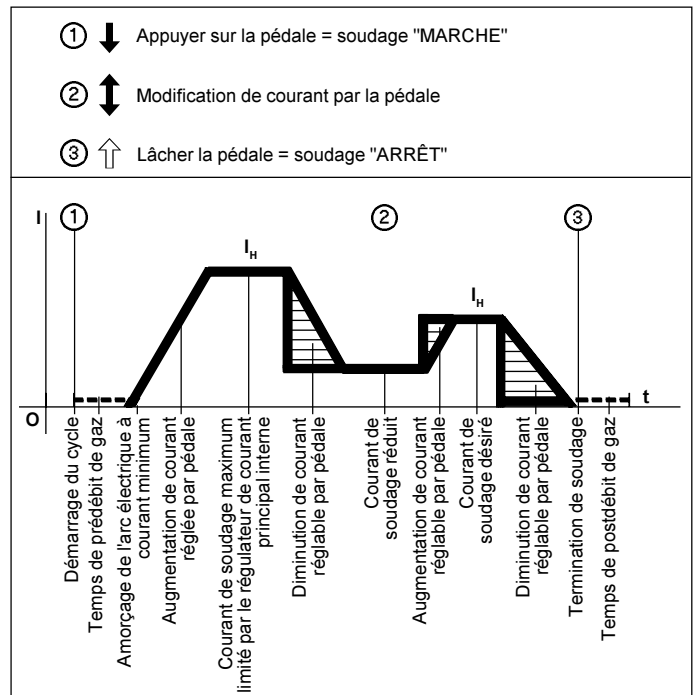 1 Appuyer sur la pédale = soudage "MARCHE"
2 Modification de courant par la pédale
3 Lâcher la pédale = soudage "ARRÊT"
I
1
2
3
I_H
I_H
O
t
Démarrage du cycle
Temps de prédébit de gaz
Amorçage de l'arc électrique à
courant minimum
Augmentation de courant
réglée par pédale
Courant de soudage maximum
limité par le régulateur de courant
principal interne
Diminution de courant
réglable par pédale
Courant de
soudage réduit
Augmentation de courant
réglable par pédale
Courant de
soudage désiré
Diminution de courant
réglable par pédale
Termination de soudage
Temps de postdébit de gaz